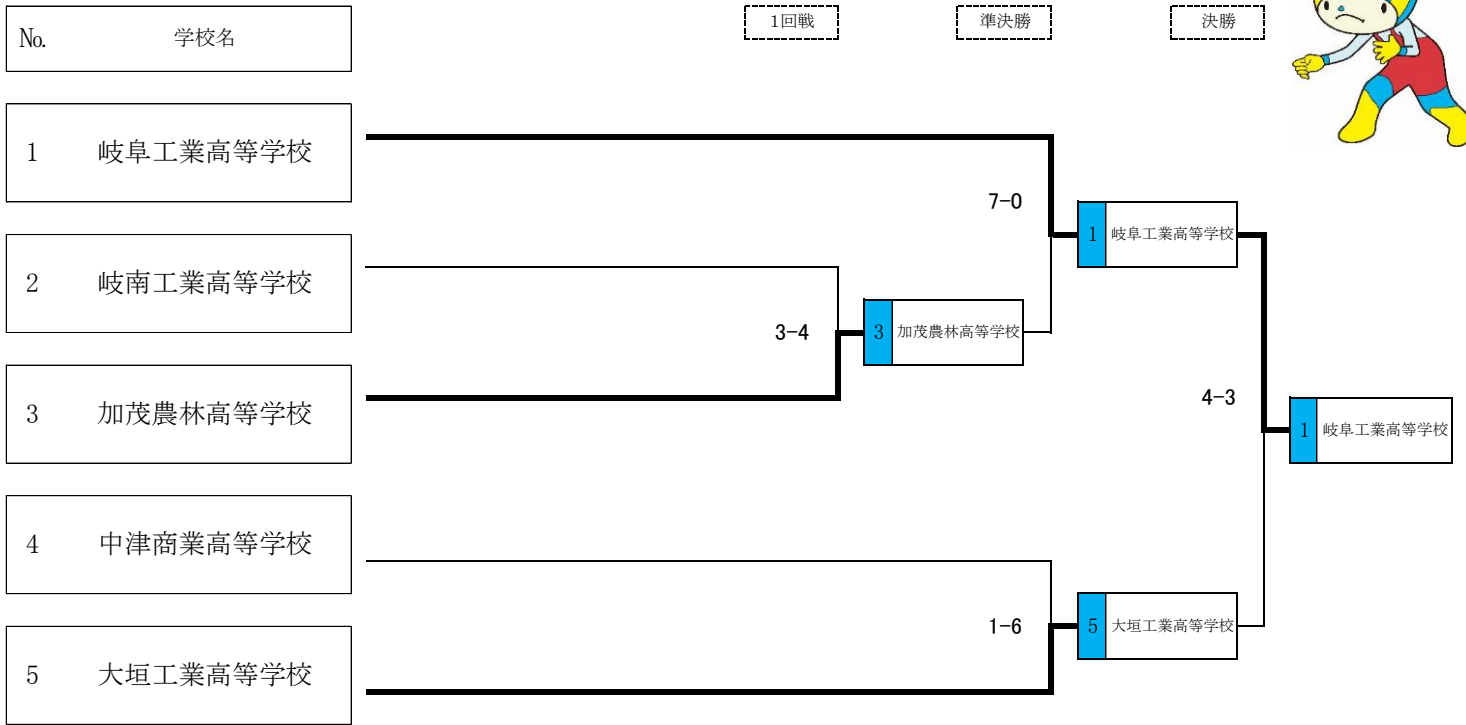 No. 学校名
1回戦
準決勝
決勝
1 岐阜工業高等学校
2 岐南工業高等学校
3 加茂農林高等学校
4 中津商業高等学校
5 大垣工業高等学校
3-4
3 加茂農林高等学校
7-0
1 岐阜工業高等学校
1-6
5 大垣工業高等学校
4-3
1 岐阜工業高等学校